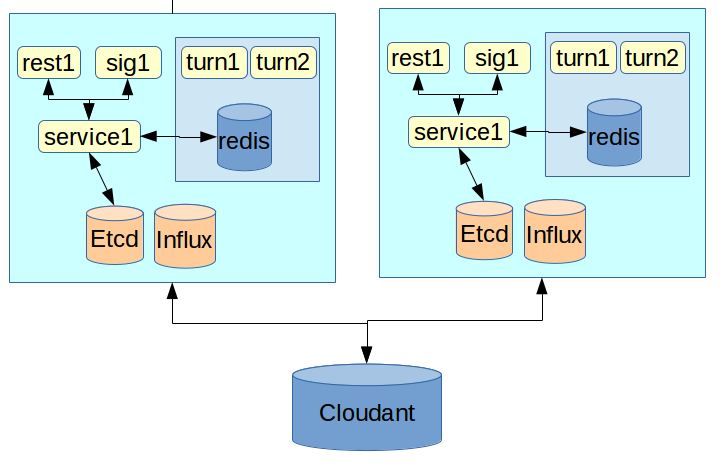 rest1
sig1
turn1
turn2
service1
redis
Etcd
Influx
rest1
sig1
turn1
turn2
service1
redis
Etcd
Influx
Cloudant